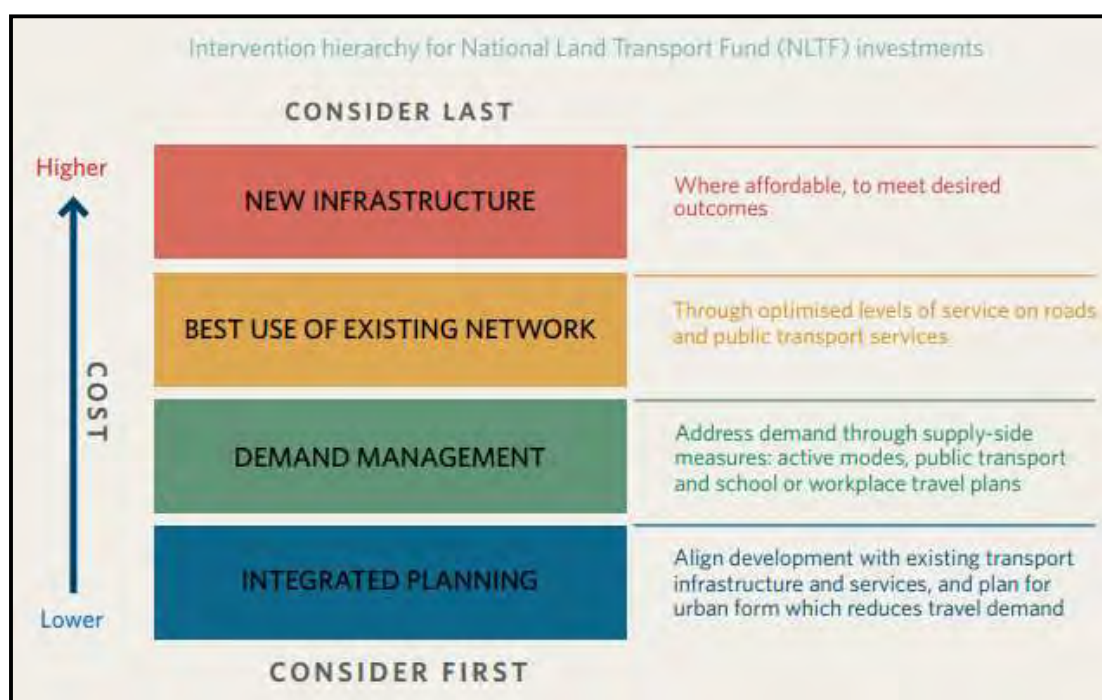 Intervention hierarchy for National Land Transport Fund (NLTF) investments
CONSIDER LAST
Higher
NEW INFRASTRUCTURE
Where affordable, to meet desired
outcomes
BEST USE OF EXISTING NETWORK
Through optimised levels of service on roads
and public transport services
COST
DEMAND MANAGEMENT
Address demand through supply-side
measures: active modes, public transport
and school or workplace travel plans
INTEGRATED PLANNING
Align development with existing transport
infrastructure and services, and plan for
urban form which reduces travel demand
Lower
CONSIDER FIRST